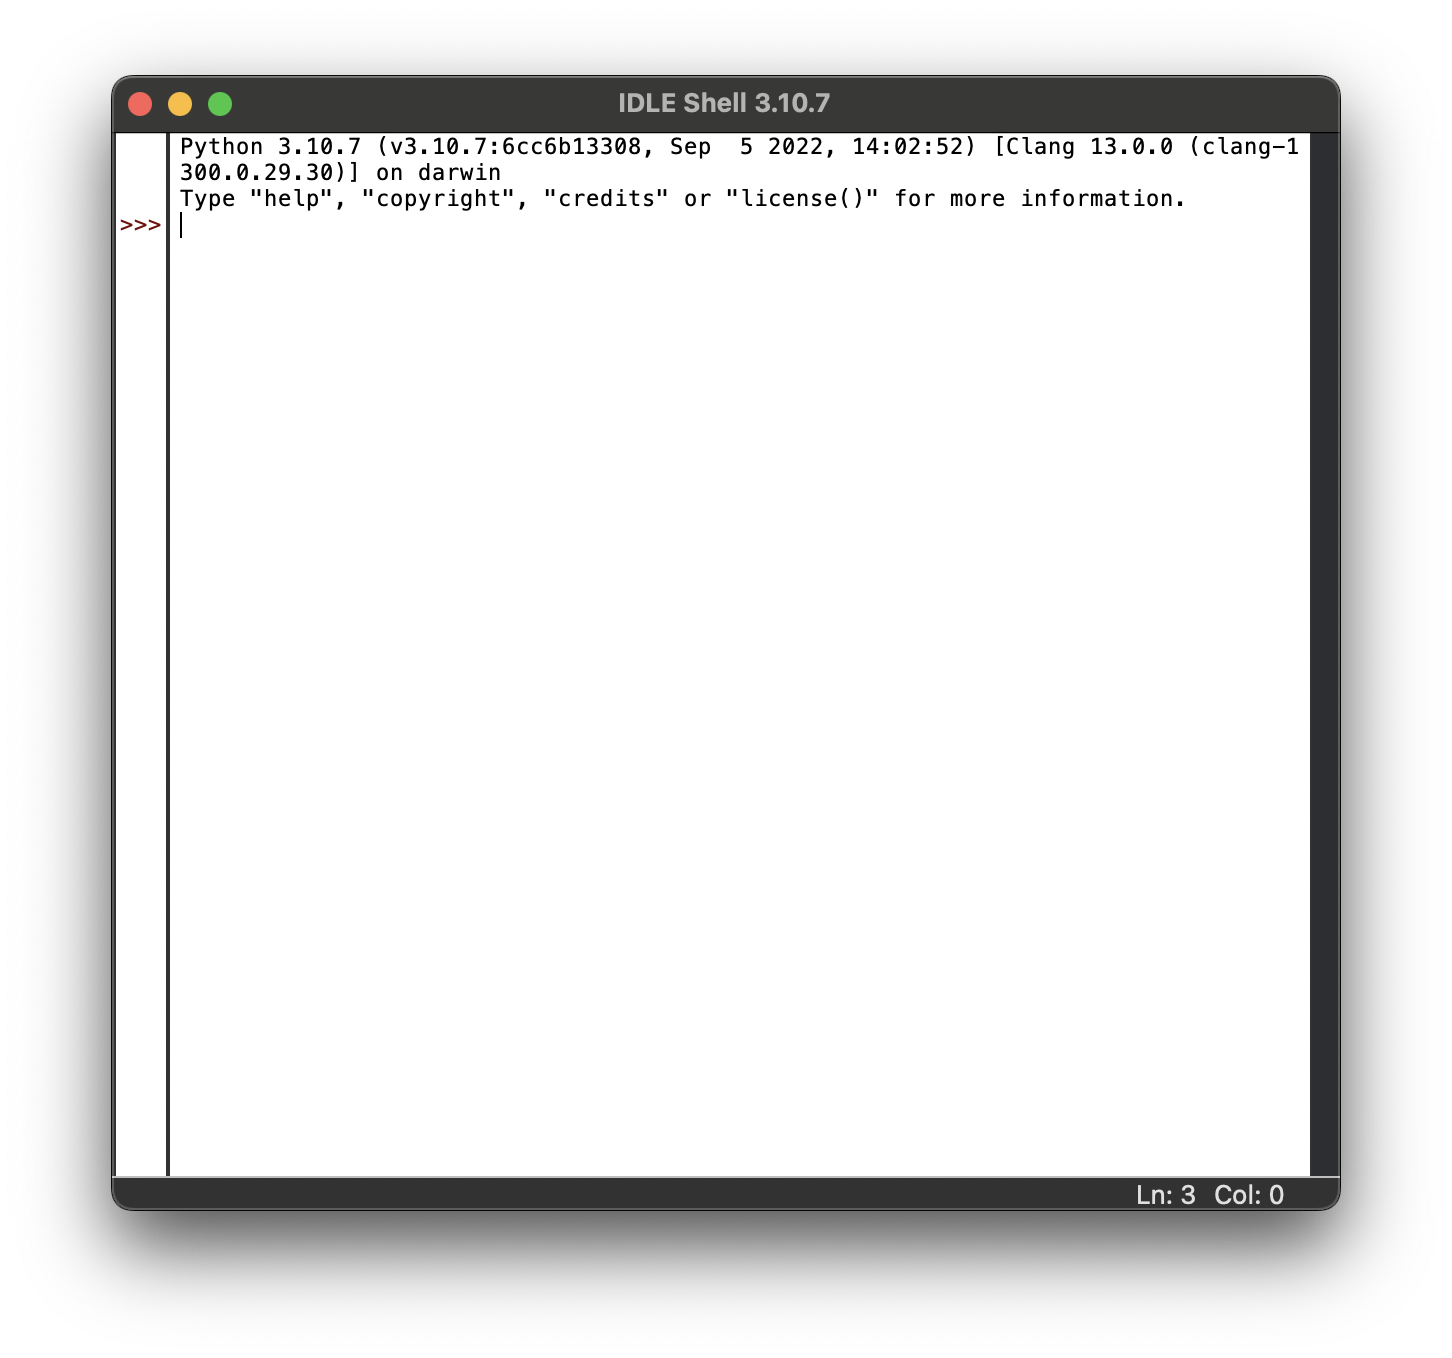 IDLE Shell 3.10.7
Python 3.10.7 (v3.10.7:6cc6b13308, Sep  5 2022, 14:02:52) [Clang 13.0.0 (clang-1
300.0.29.30)] on darwin
Type "help", "copyright", "credits" or "license()" for more information.
>>>
Ln: 3  Col: 0